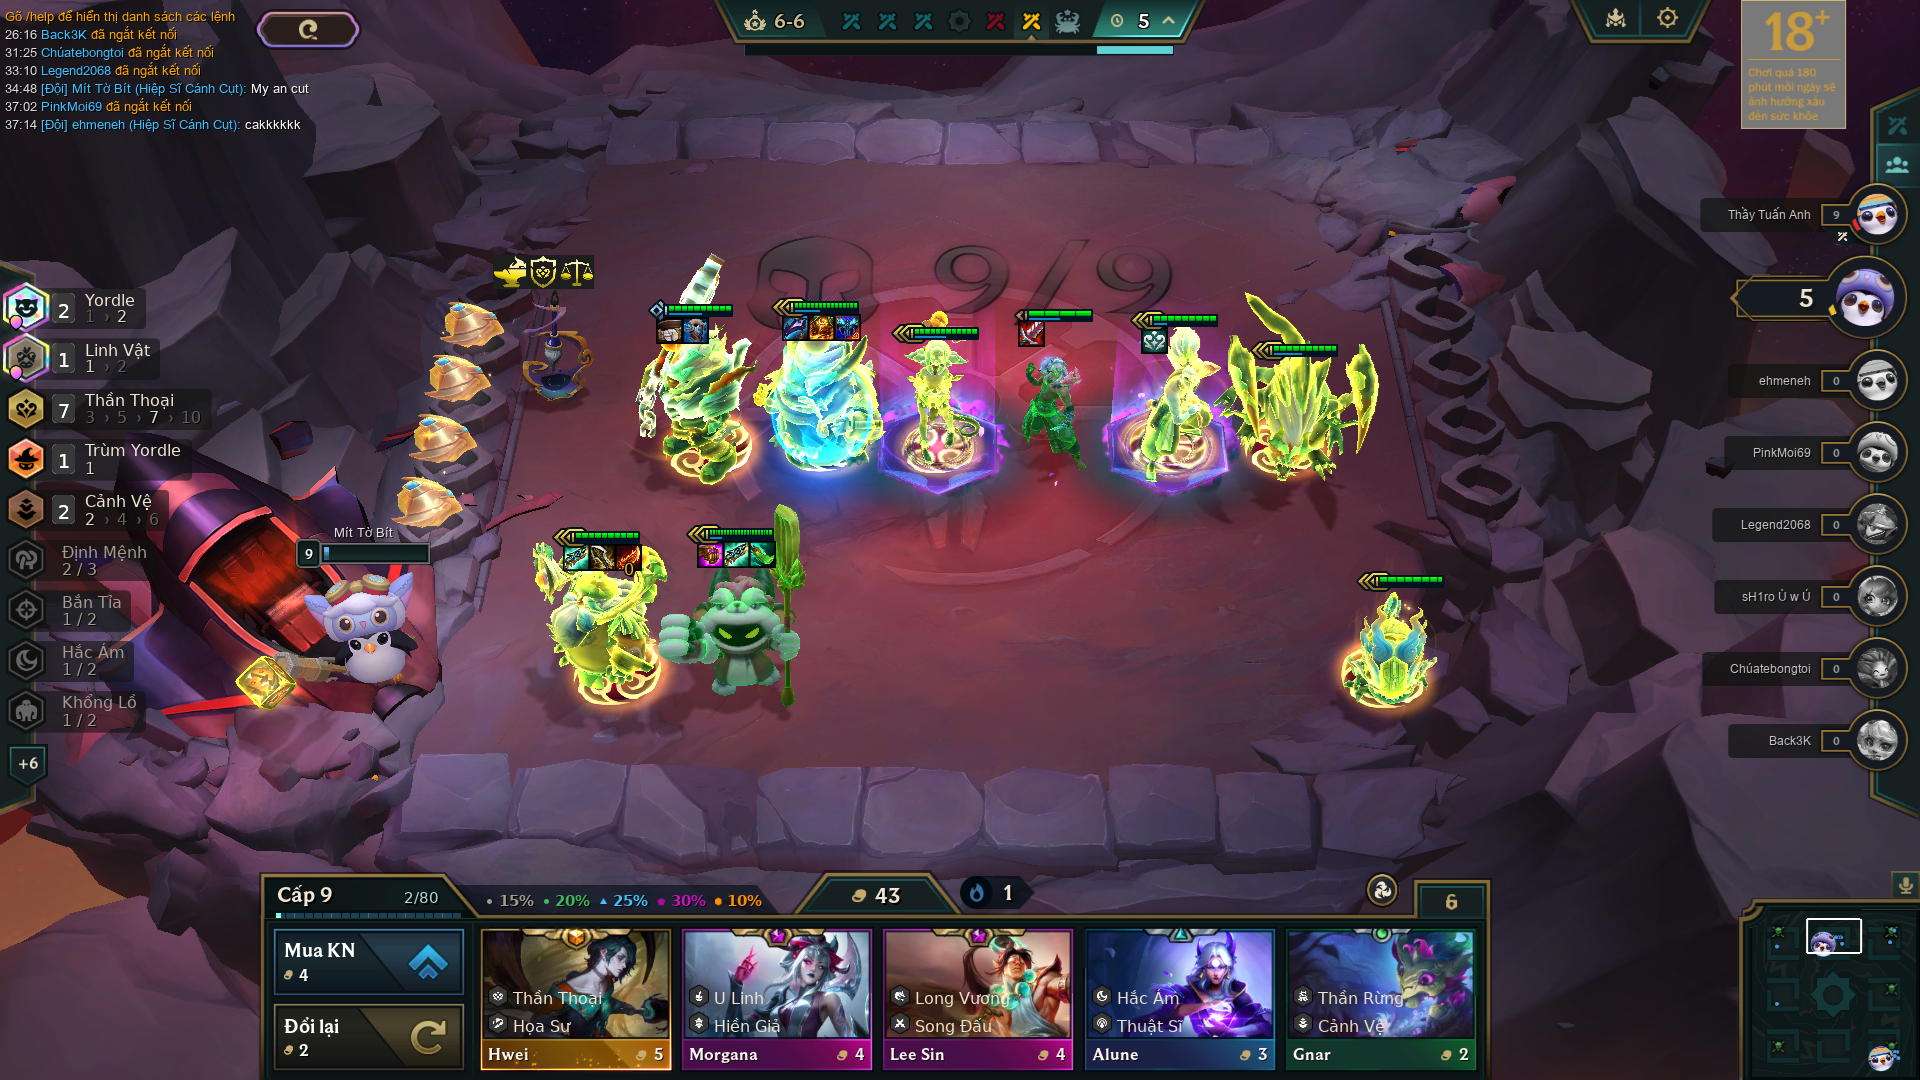 Gõ /help để hiển thị danh sách các lệnh
26:16 Back3K đã ngắt kết nối
31:25 Chúatebongtoi đã ngắt kết nối
33:10 Legend2068 đã ngắt kết nối
34:48 [Đội] Mít Tờ Bít (Hiệp Sĩ Cánh Cụt): My an cut
37:02 PinkMoi69 đã ngắt kết nối
37:14 [Đội] ehmeneh (Hiệp Sĩ Cánh Cụt): cakkkkkk
6-6
5
18+
Chơi quá 180
phút mỗi ngày sẽ
ảnh hưởng xấu
đến sức khỏe
9/9
Thầy Tuấn Anh 9
5
ehmeneh 0
PinkMoi69 0
Legend2068 0
sH1ro Ù w Ú 0
Chúatebongtoi 0
Back3K 0
2 Yordle
1 › 2
1 Linh Vật
1 › 2
7 Thần Thoại
3 › 5 › 7 › 10
1 Trùm Yordle
1
2 Cảnh Vệ
2 › 4 › 6
Định Mệnh
2 / 3
Bắn Tỉa
1 / 2
Hắc Ám
1 / 2
Khổng Lồ
1 / 2
+6
Mít Tờ Bít
9
0
Cấp 9 2/80
15% 20% 25% 30% 10%
43
1
6
Mua KN
4
Đổi lại
2
Thần Thoại
Họa Sư
Hwei 5
U Linh
Hiền Giả
Morgana 4
Long Vương
Song Đấu
Lee Sin 4
Hắc Ám
Thuật Sĩ
Alune 3
Thần Rừng
Cảnh Vệ
Gnar 2